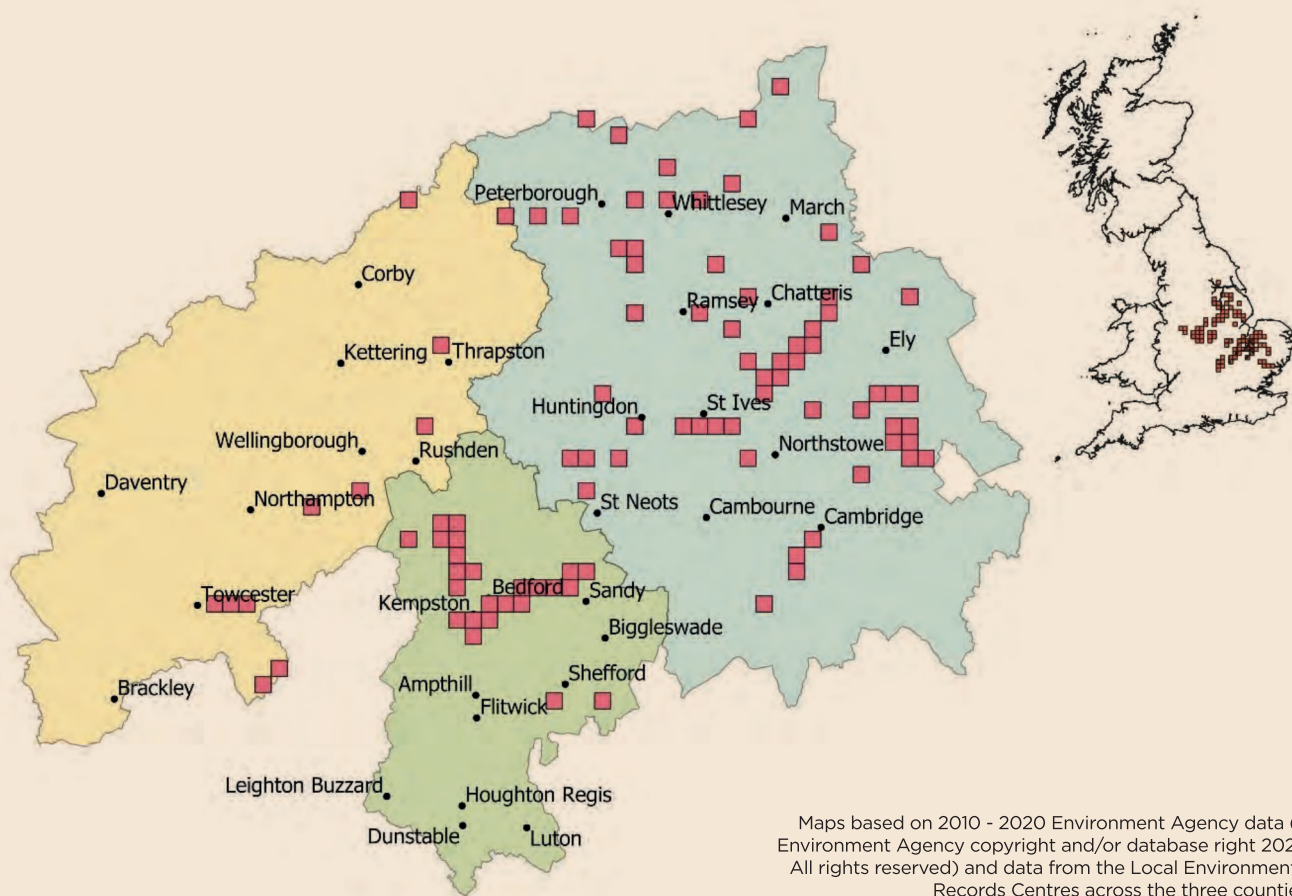 Peterborough
Whittlesey
March
Corby
Ramsey
Chatteris
Ely
Kettering
Thrapston
Huntingdon
St Ives
Wellingborough
Rushden
Northstowe
Daventry
Northampton
St Neots
Cambourne
Cambridge
Towcester
Bedford
Sandy
Kempston
Biggleswade
Brackley
Ampthill
Shefford
Flitwick
Leighton Buzzard
Houghton Regis
Dunstable
Luton
Maps based on 2010 - 2020 Environment Agency data
Environment Agency copyright and/or database right 202
All rights reserved) and data from the Local Environment
Records Centres across the three countie